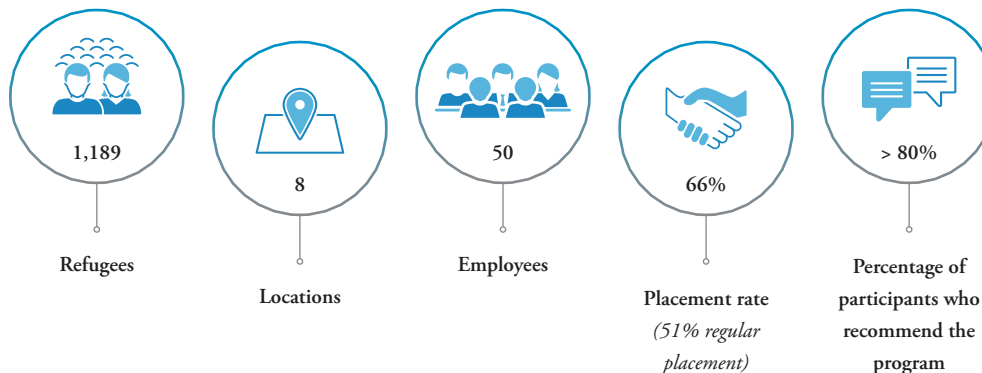 1,189
Refugees
8
Locations
50
Employees
66%
Placement rate
(51% regular
placement)
> 80%
Percentage of
participants who
recommend the
program